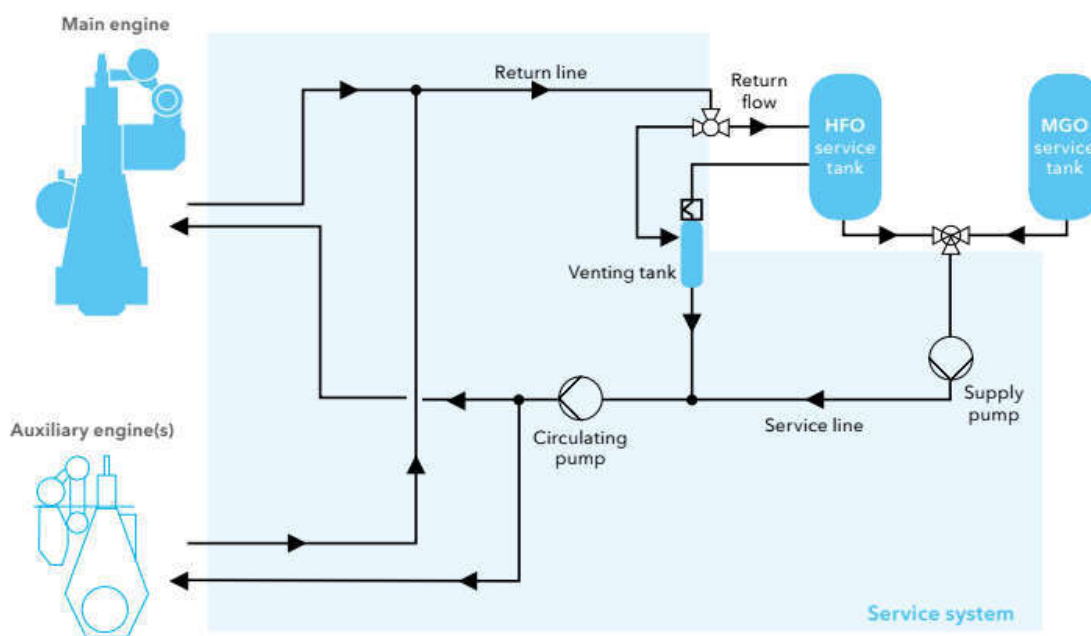 Main engine
Return line
Return
flow
HFO
service
tank
MGO
service
tank
Venting tank
Supply
pump
Service line
Circulating
pump
Auxiliary engine(s)
Service system